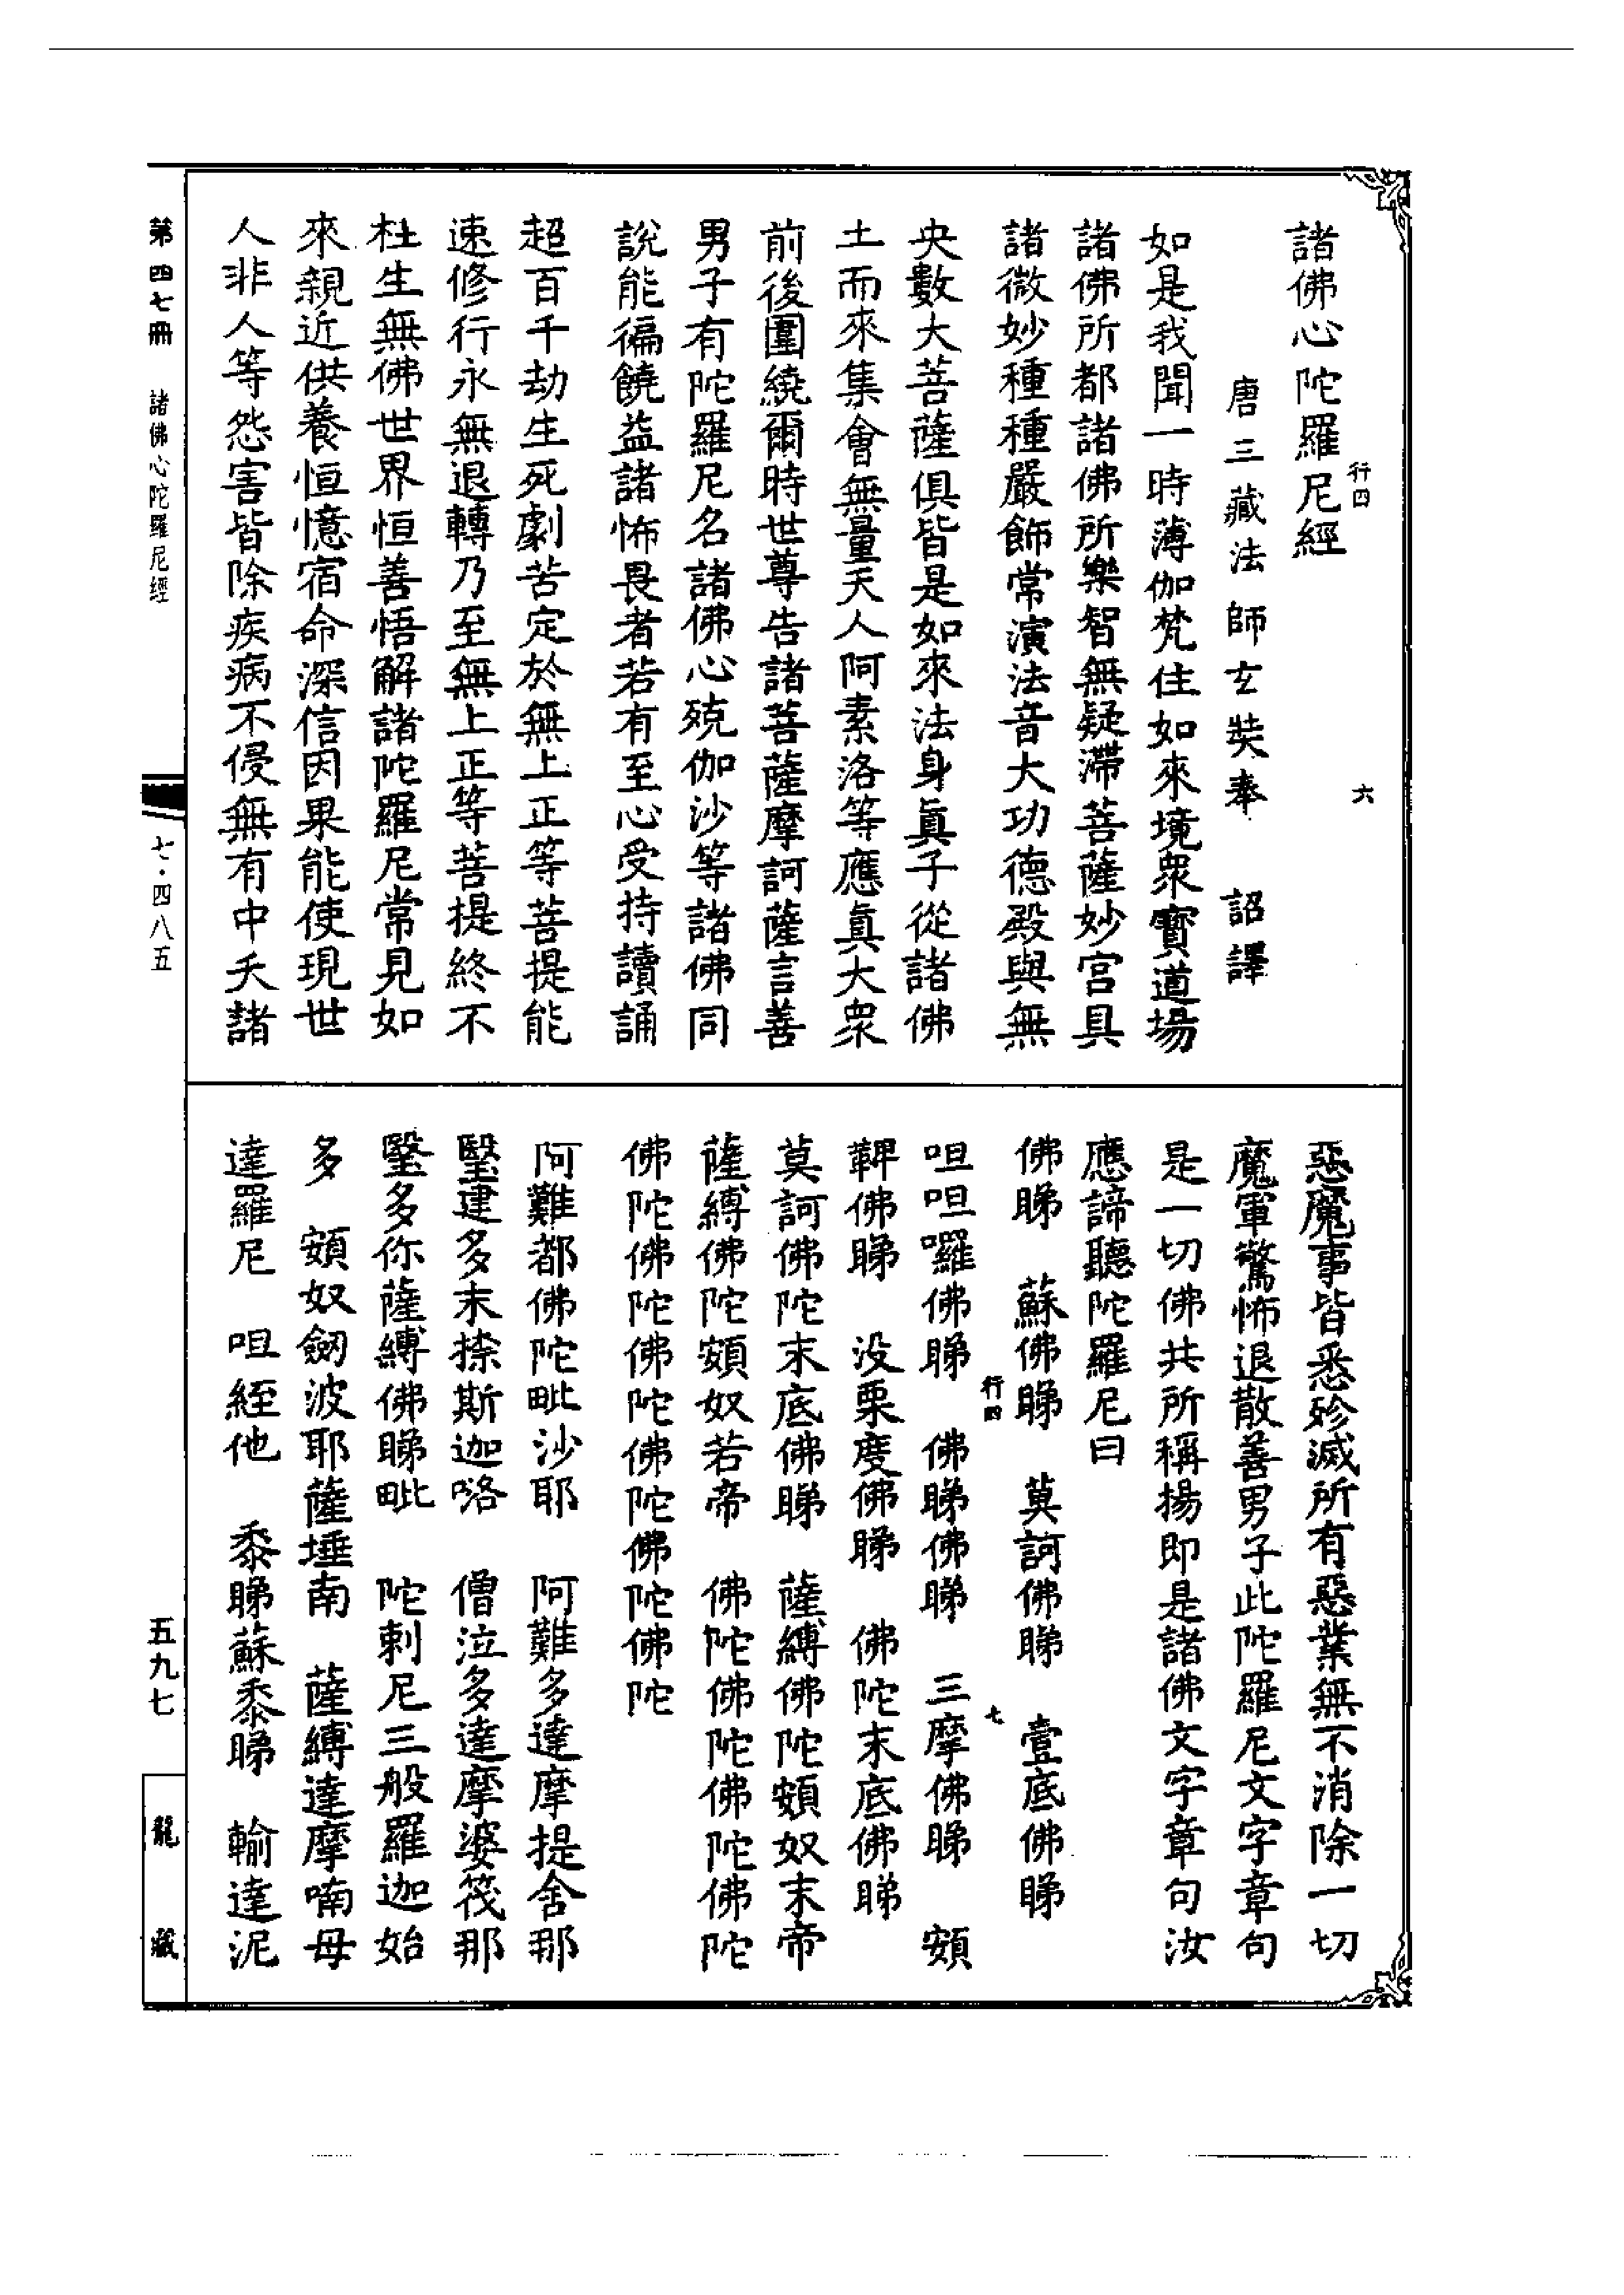 諸佛心陀羅尼經
行四
六
唐三藏法師玄奘奉　詔譯
如是我聞一時薄伽梵住如來境衆寶道場
諸佛所都諸佛所樂智無疑滯菩薩妙宮具
諸微妙種種嚴飾常演法音大功德殿與無
央數大菩薩俱皆是如來法身眞子從諸佛
土而來集會無量天人阿素洛等應眞大衆
前後圍繞爾時世尊告諸菩薩摩訶薩言善
男子有陀羅尼名諸佛心殑伽沙等諸佛同
說能徧饒益諸怖畏者若有至心受持讀誦
超百千劫生死劇苦定於無上正等菩提能
速修行永無退轉乃至無上正等菩提終不
杜生無佛世界恒善悟解諸陀羅尼常見如
來親近供養恒憶宿命深信因果能使現世
人非人等怨害皆除疾病不侵無有中夭諸
惡魔事皆悉殄滅所有惡業無不消除一切
魔軍驚怖退散善男子此陀羅尼文字章句
是一切佛共所稱揚即是諸佛文字章句汝
應諦聽陀羅尼曰
佛睇　蘇佛睇　莫訶佛睇　壹底佛睇
行四
七
呾呾囉佛睇　佛睇佛睇　三摩佛睇　頞
鞞佛睇　没栗度佛睇　佛陀末底佛睇
莫訶佛陀末底佛睇　薩縛佛陀頞奴末帝
薩縛佛陀頞奴若帝　佛陀佛陀佛陀佛陀
佛陀佛陀佛陀佛陀佛陀佛陀
阿難都佛陀毗沙耶　阿難多達摩提舍那
瑿建多末捺斯迦咯　僧泣多達摩婆筏那
瑿多你薩縛佛睇毗　陀剌尼三般羅迦始
多　頞奴劒波耶薩埵南　薩縛達摩喃母
達羅尼　呾絰他　黍睇蘇黍睇　輸達泥
第四七冊　諸佛心陀羅尼經
七·四八五
五九七
龍藏